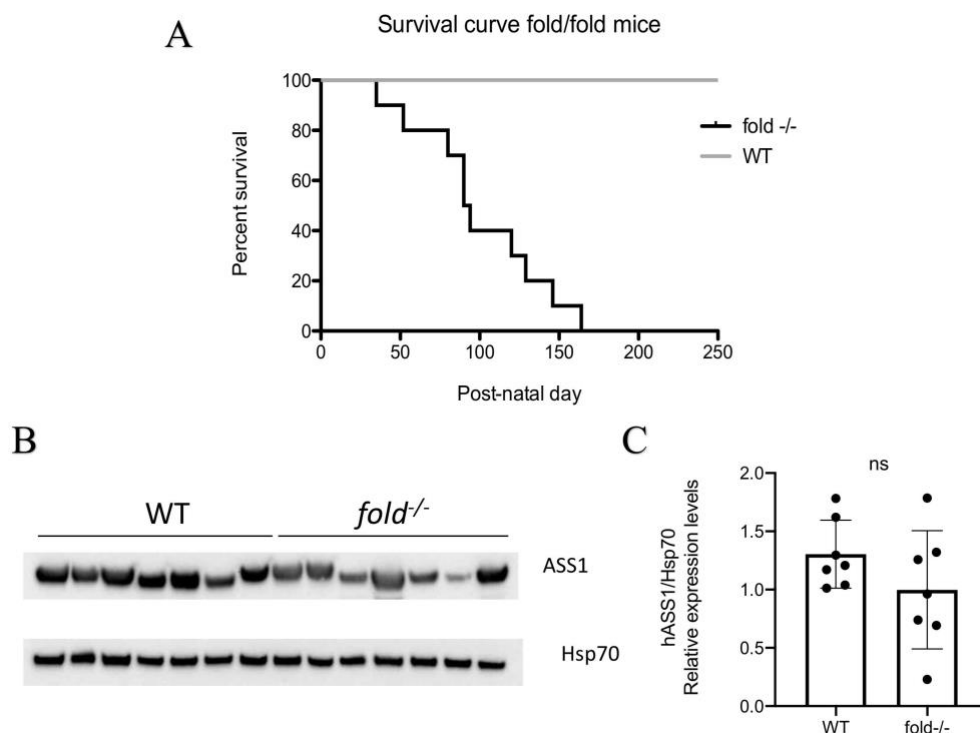 A
Survival curve fold/fold mice
Percent survival
100
80
60
40
20
0
0 50 100 150 200 250
Post-natal day
fold -/-
WT
B
WT fold-/-
ASS1
Hsp70
C
ns
hASS1/Hsp70
Relative expression levels
2.0
1.5
1.0
0.5
0.0
WT fold-/-